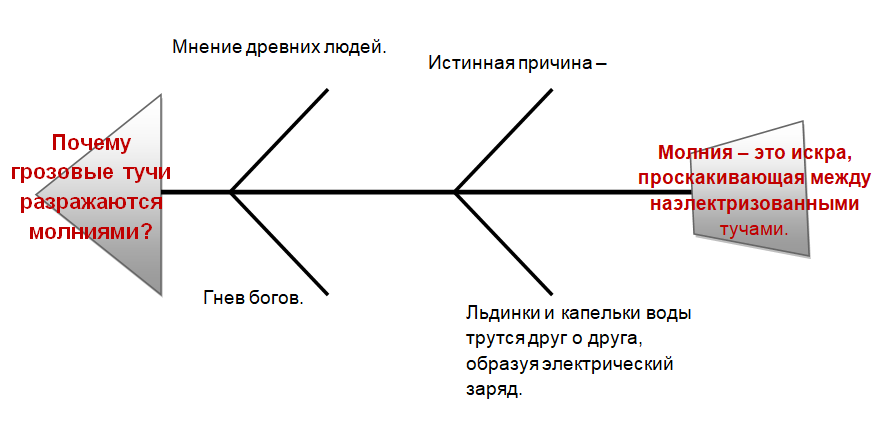 Мнение древних людей.
Истинная причина –
Почему
грозовые тучи
разражаются
молниями?
Молния – это искра,
проскакивающая между
наэлектризованными
тучами.
Гнев богов.
Льдинки и капельки воды
трутся друг о друга,
образуя электрический
заряд.